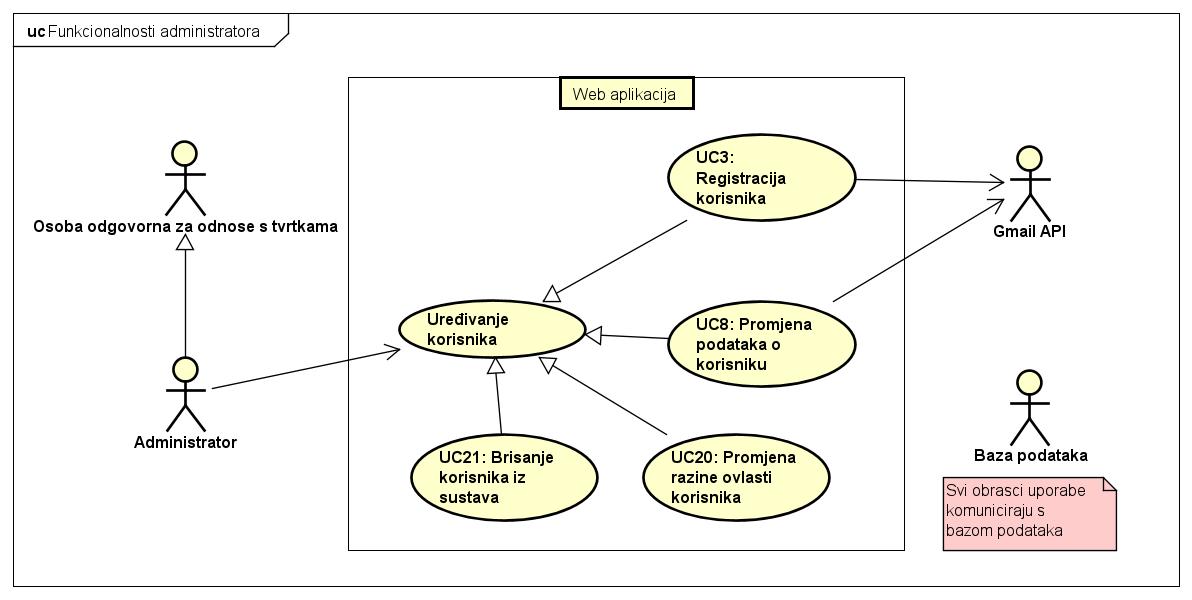 uc Funkcionalnosti administratora
Web aplikacija
UC3:
Registracija
korisnika
Osoba odgovorna za odnose s tvrtkama
Gmail API
Uređivanje
korisnika
UC8: Promjena
podataka o
korisniku
Administrator
UC21: Brisanje
korisnika iz
sustava
UC20: Promjena
razine ovlasti
korisnika
Baza podataka
Svi obrasci uporabe
komuniciraju s
bazom podataka